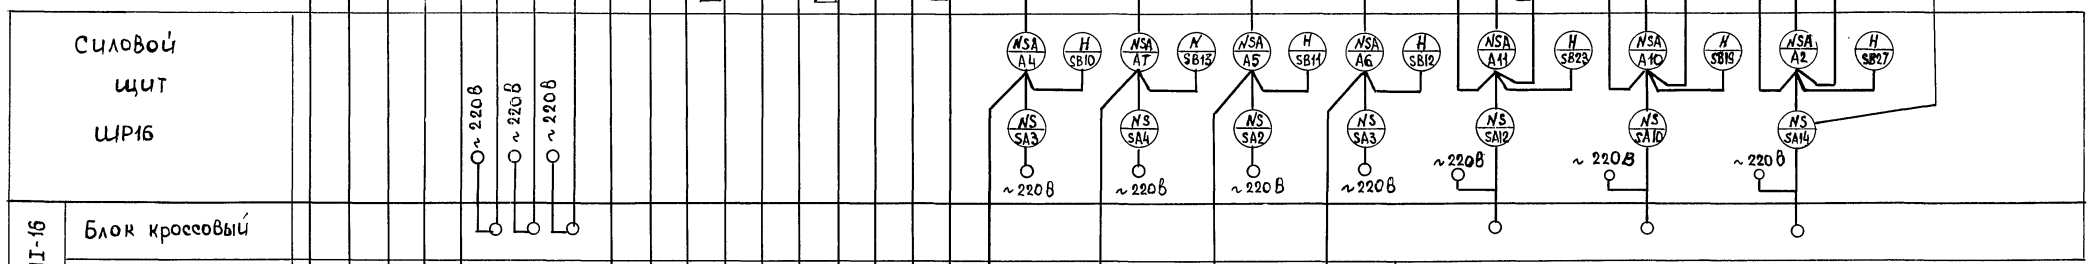 Силовой
щит
ШР16
~220В
~220В
~220В
NSA
A4
H
SB10
NSA
A7
H
SB13
NSA
A5
H
SB11
NSA
A6
H
SB12
NSA
A11
H
SB23
NSA
A10
H
SB19
NSA
A2
H
SB27
NS
SA3
NS
SA4
NS
SA2
NS
SA3
NS
SA12
NS
SA10
NS
SA14
~220В
~220В
~220В
~220В
~220В
~220В
~220В
Блок кроссовый
II-16